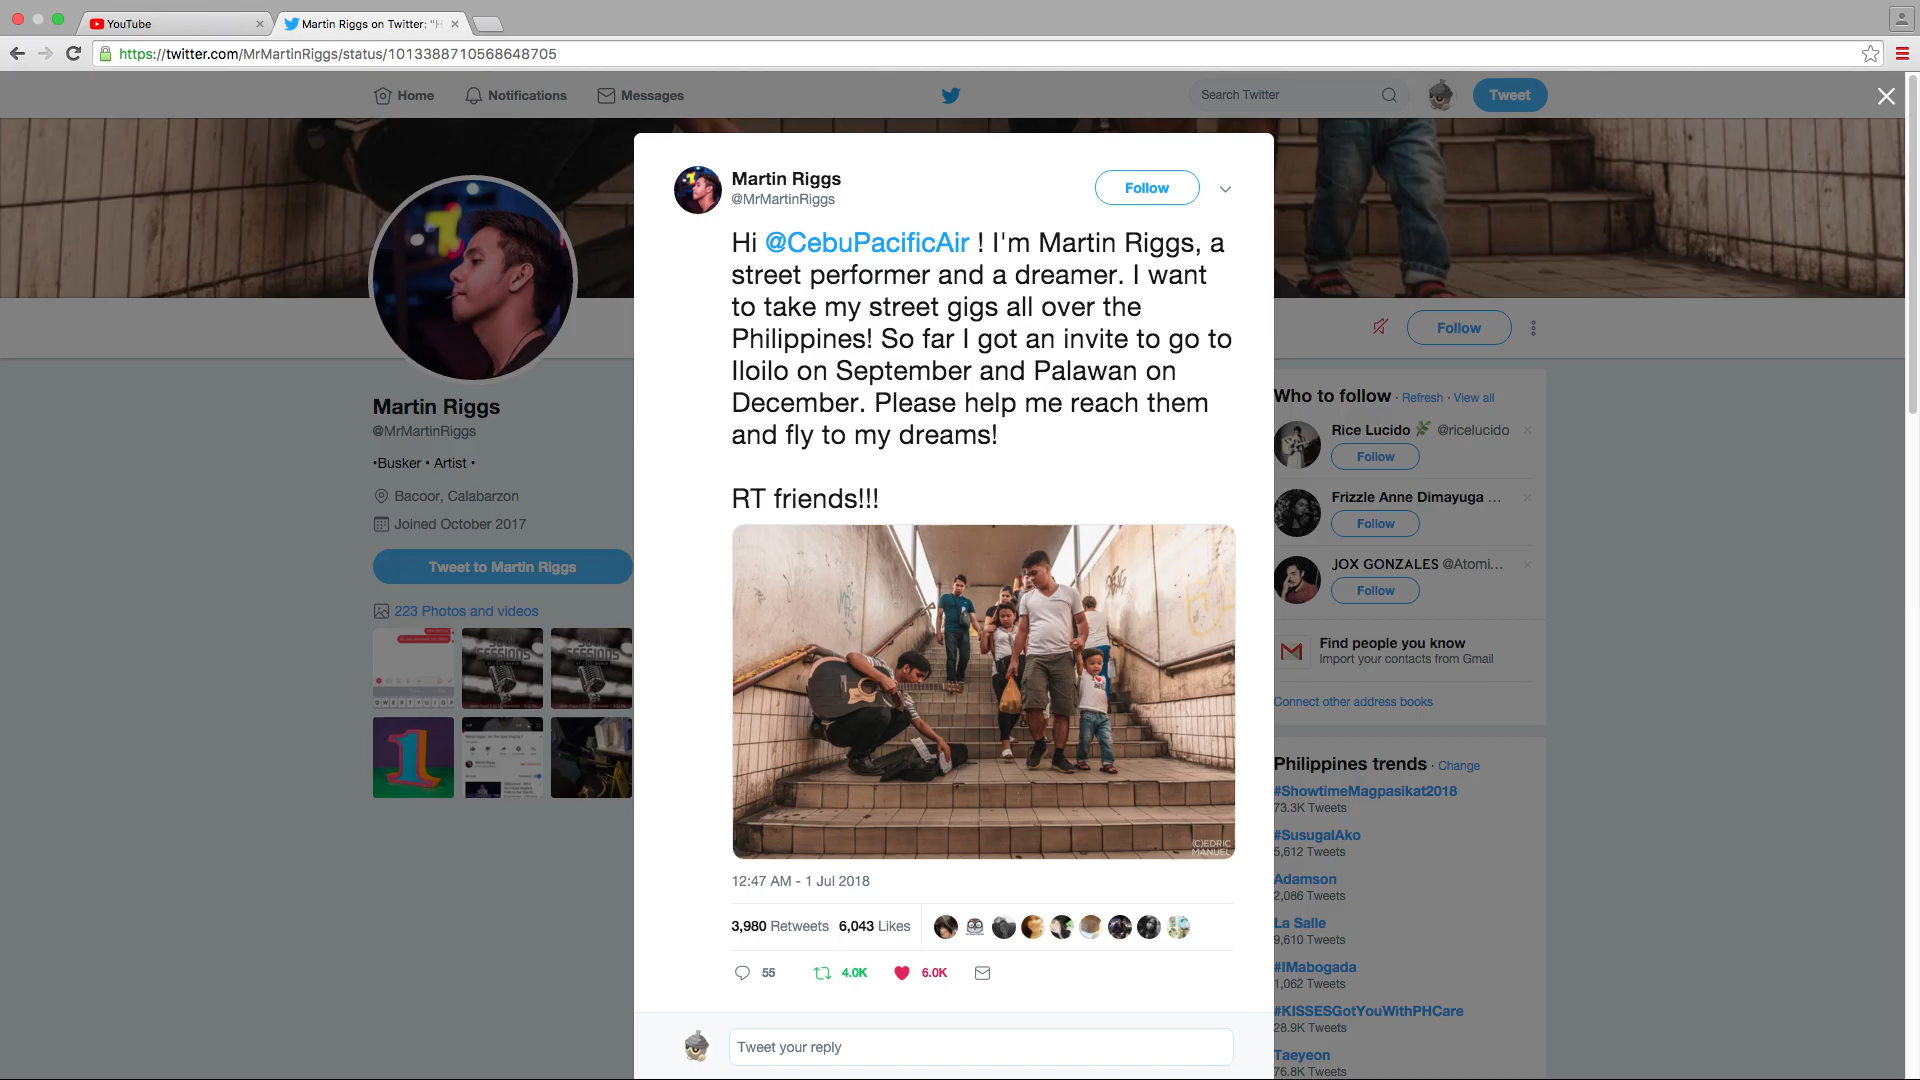 YouTube
Martin Riggs on Twitter: "H
https://twitter.com/MrMartinRiggs/status/1013388710568648705
Home
Notifications
Messages
Search Twitter
Tweet
Martin Riggs
@MrMartinRiggs
Follow
Hi @CebuPacificAir ! I'm Martin Riggs, a
street performer and a dreamer. I want
to take my street gigs all over the
Philippines! So far I got an invite to go to
Iloilo on September and Palawan on
December. Please help me reach them
and fly to my dreams!
RT friends!!!
(C)EDRIC
MANUEL
12:47 AM - 1 Jul 2018
3,980 Retweets 6,043 Likes
55
4.0K
6.0K
Tweet your reply
Martin Riggs
@MrMartinRiggs
•Busker • Artist •
Bacoor, Calabarzon
Joined October 2017
Tweet to Martin Riggs
223 Photos and videos
SESSIONS
SESSIONS
Follow
Who to follow · Refresh · View all
Rice Lucido @ricelucido
Follow
Frizzle Anne Dimayuga ...
Follow
JOX GONZALES @Atomi...
Follow
Find people you know
Import your contacts from Gmail
Connect other address books
Philippines trends · Change
#ShowtimeMagpasikat2018
73.3K Tweets
#SusugalAko
5,612 Tweets
Adamson
2,086 Tweets
La Salle
9,610 Tweets
#IMabogada
1,062 Tweets
#KISSESGotYouWithPHCare
28.9K Tweets
Taeyeon
76.8K Tweets